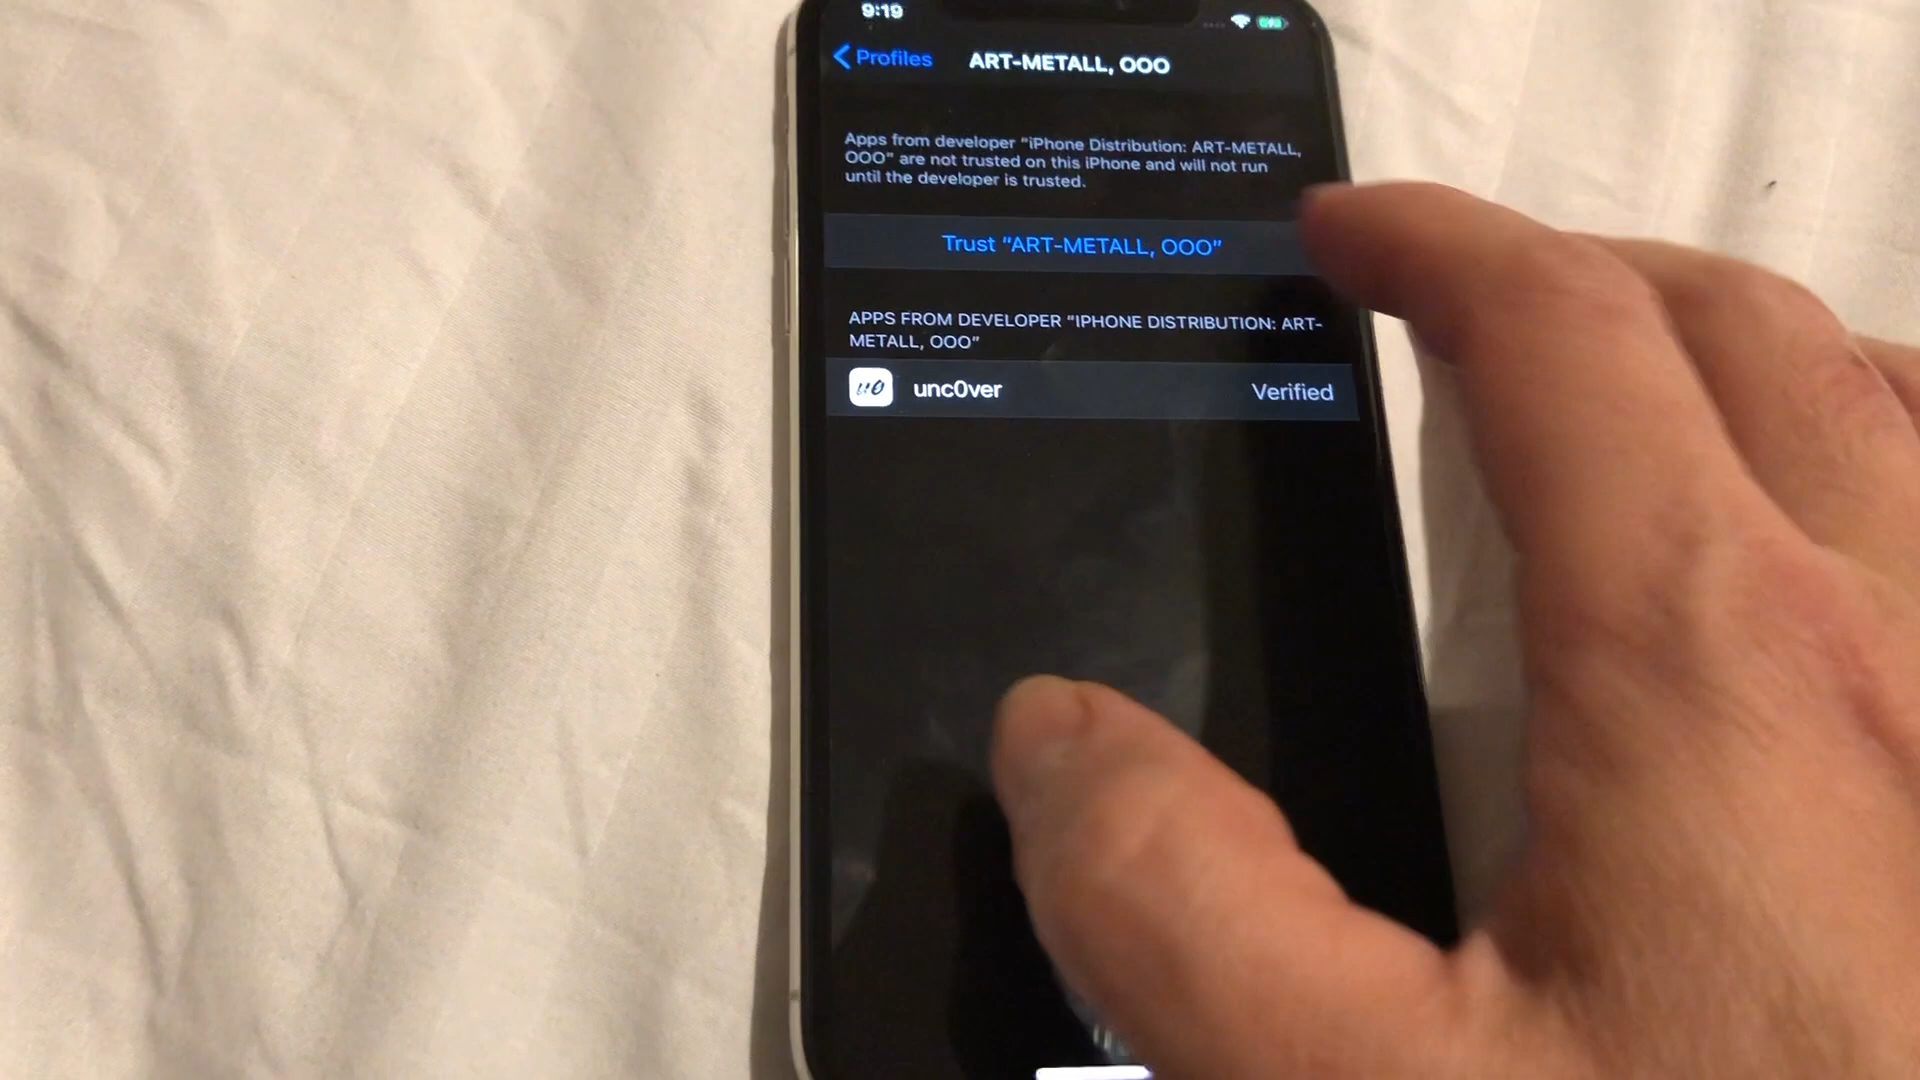 9:19
Profiles
ART-METALL, OOO
Apps from developer “iPhone Distribution: ART-METALL,
OOO” are not trusted on this iPhone and will not run
until the developer is trusted.
Trust “ART-METALL, OOO”
APPS FROM DEVELOPER “IPHONE DISTRIBUTION: ART-
METALL, OOO”
u0
unc0ver
Verified